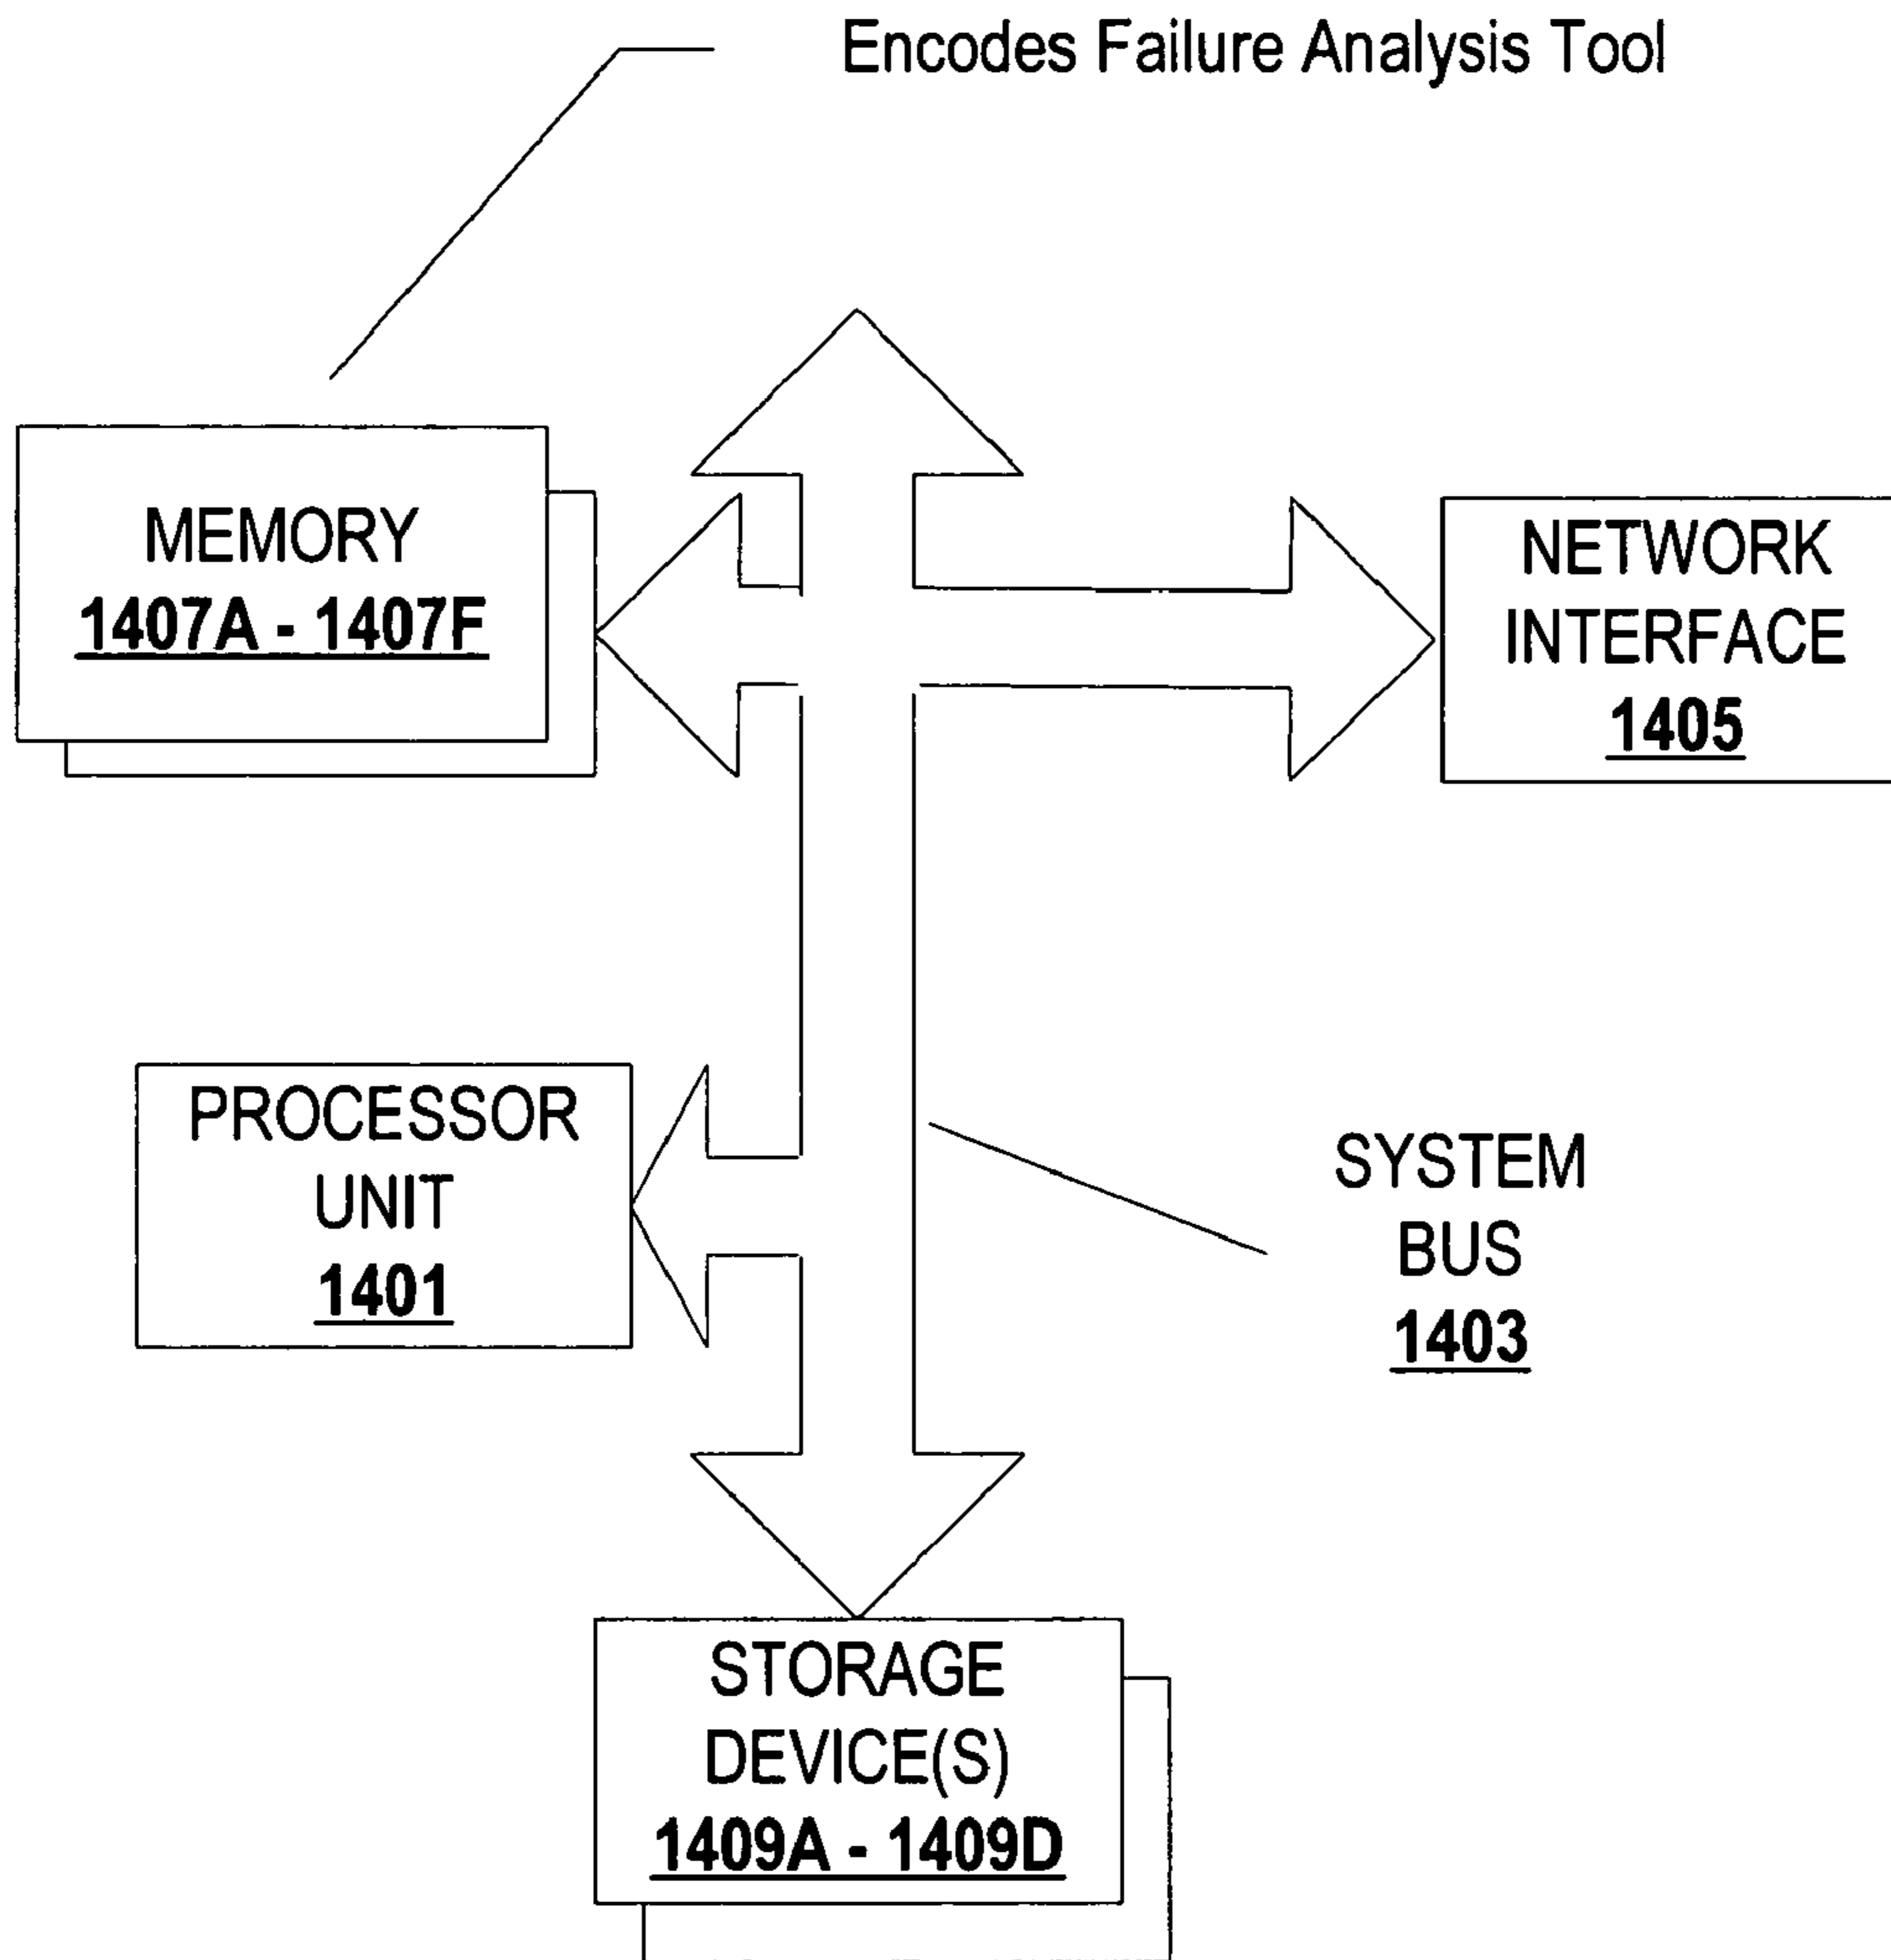 Encodes Failure Analysis Tool
MEMORY
1407A - 1407F
NETWORK
INTERFACE
1405
PROCESSOR
UNIT
1401
SYSTEM
BUS
1403
STORAGE
DEVICE(S)
1409A - 1409D